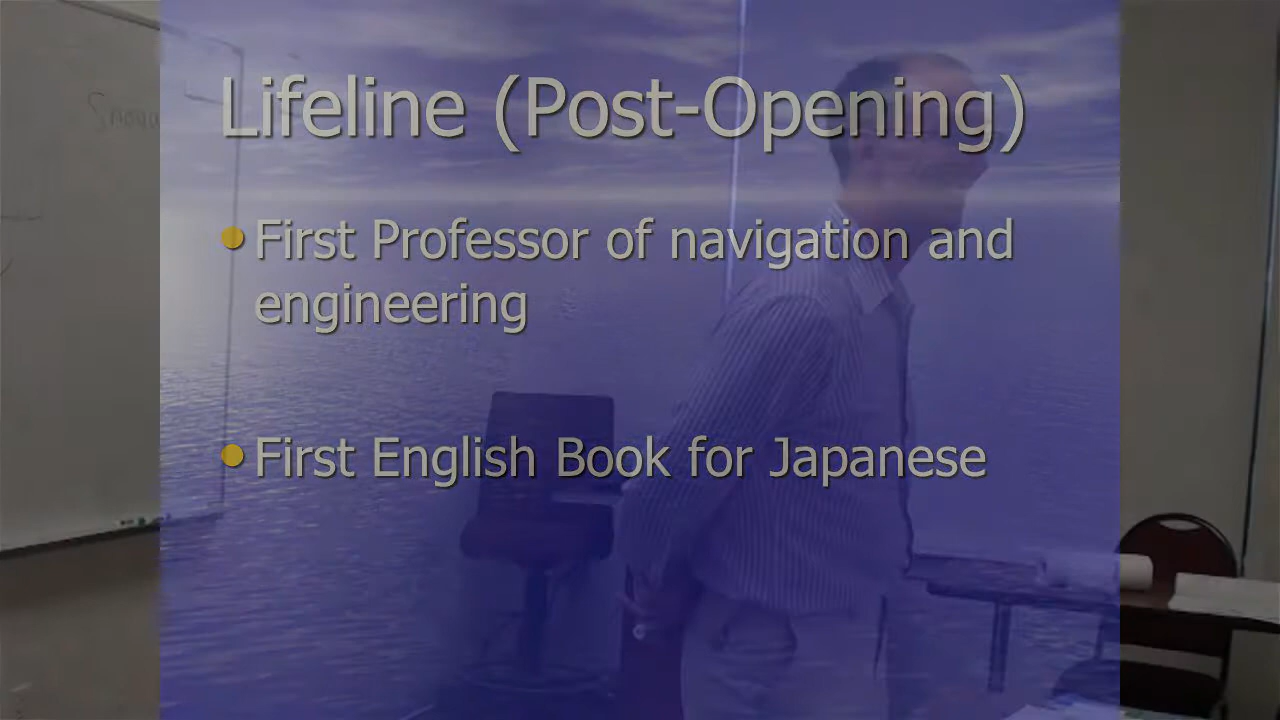 Lifeline (Post-Opening)
First Professor of navigation and
engineering
First English Book for Japanese